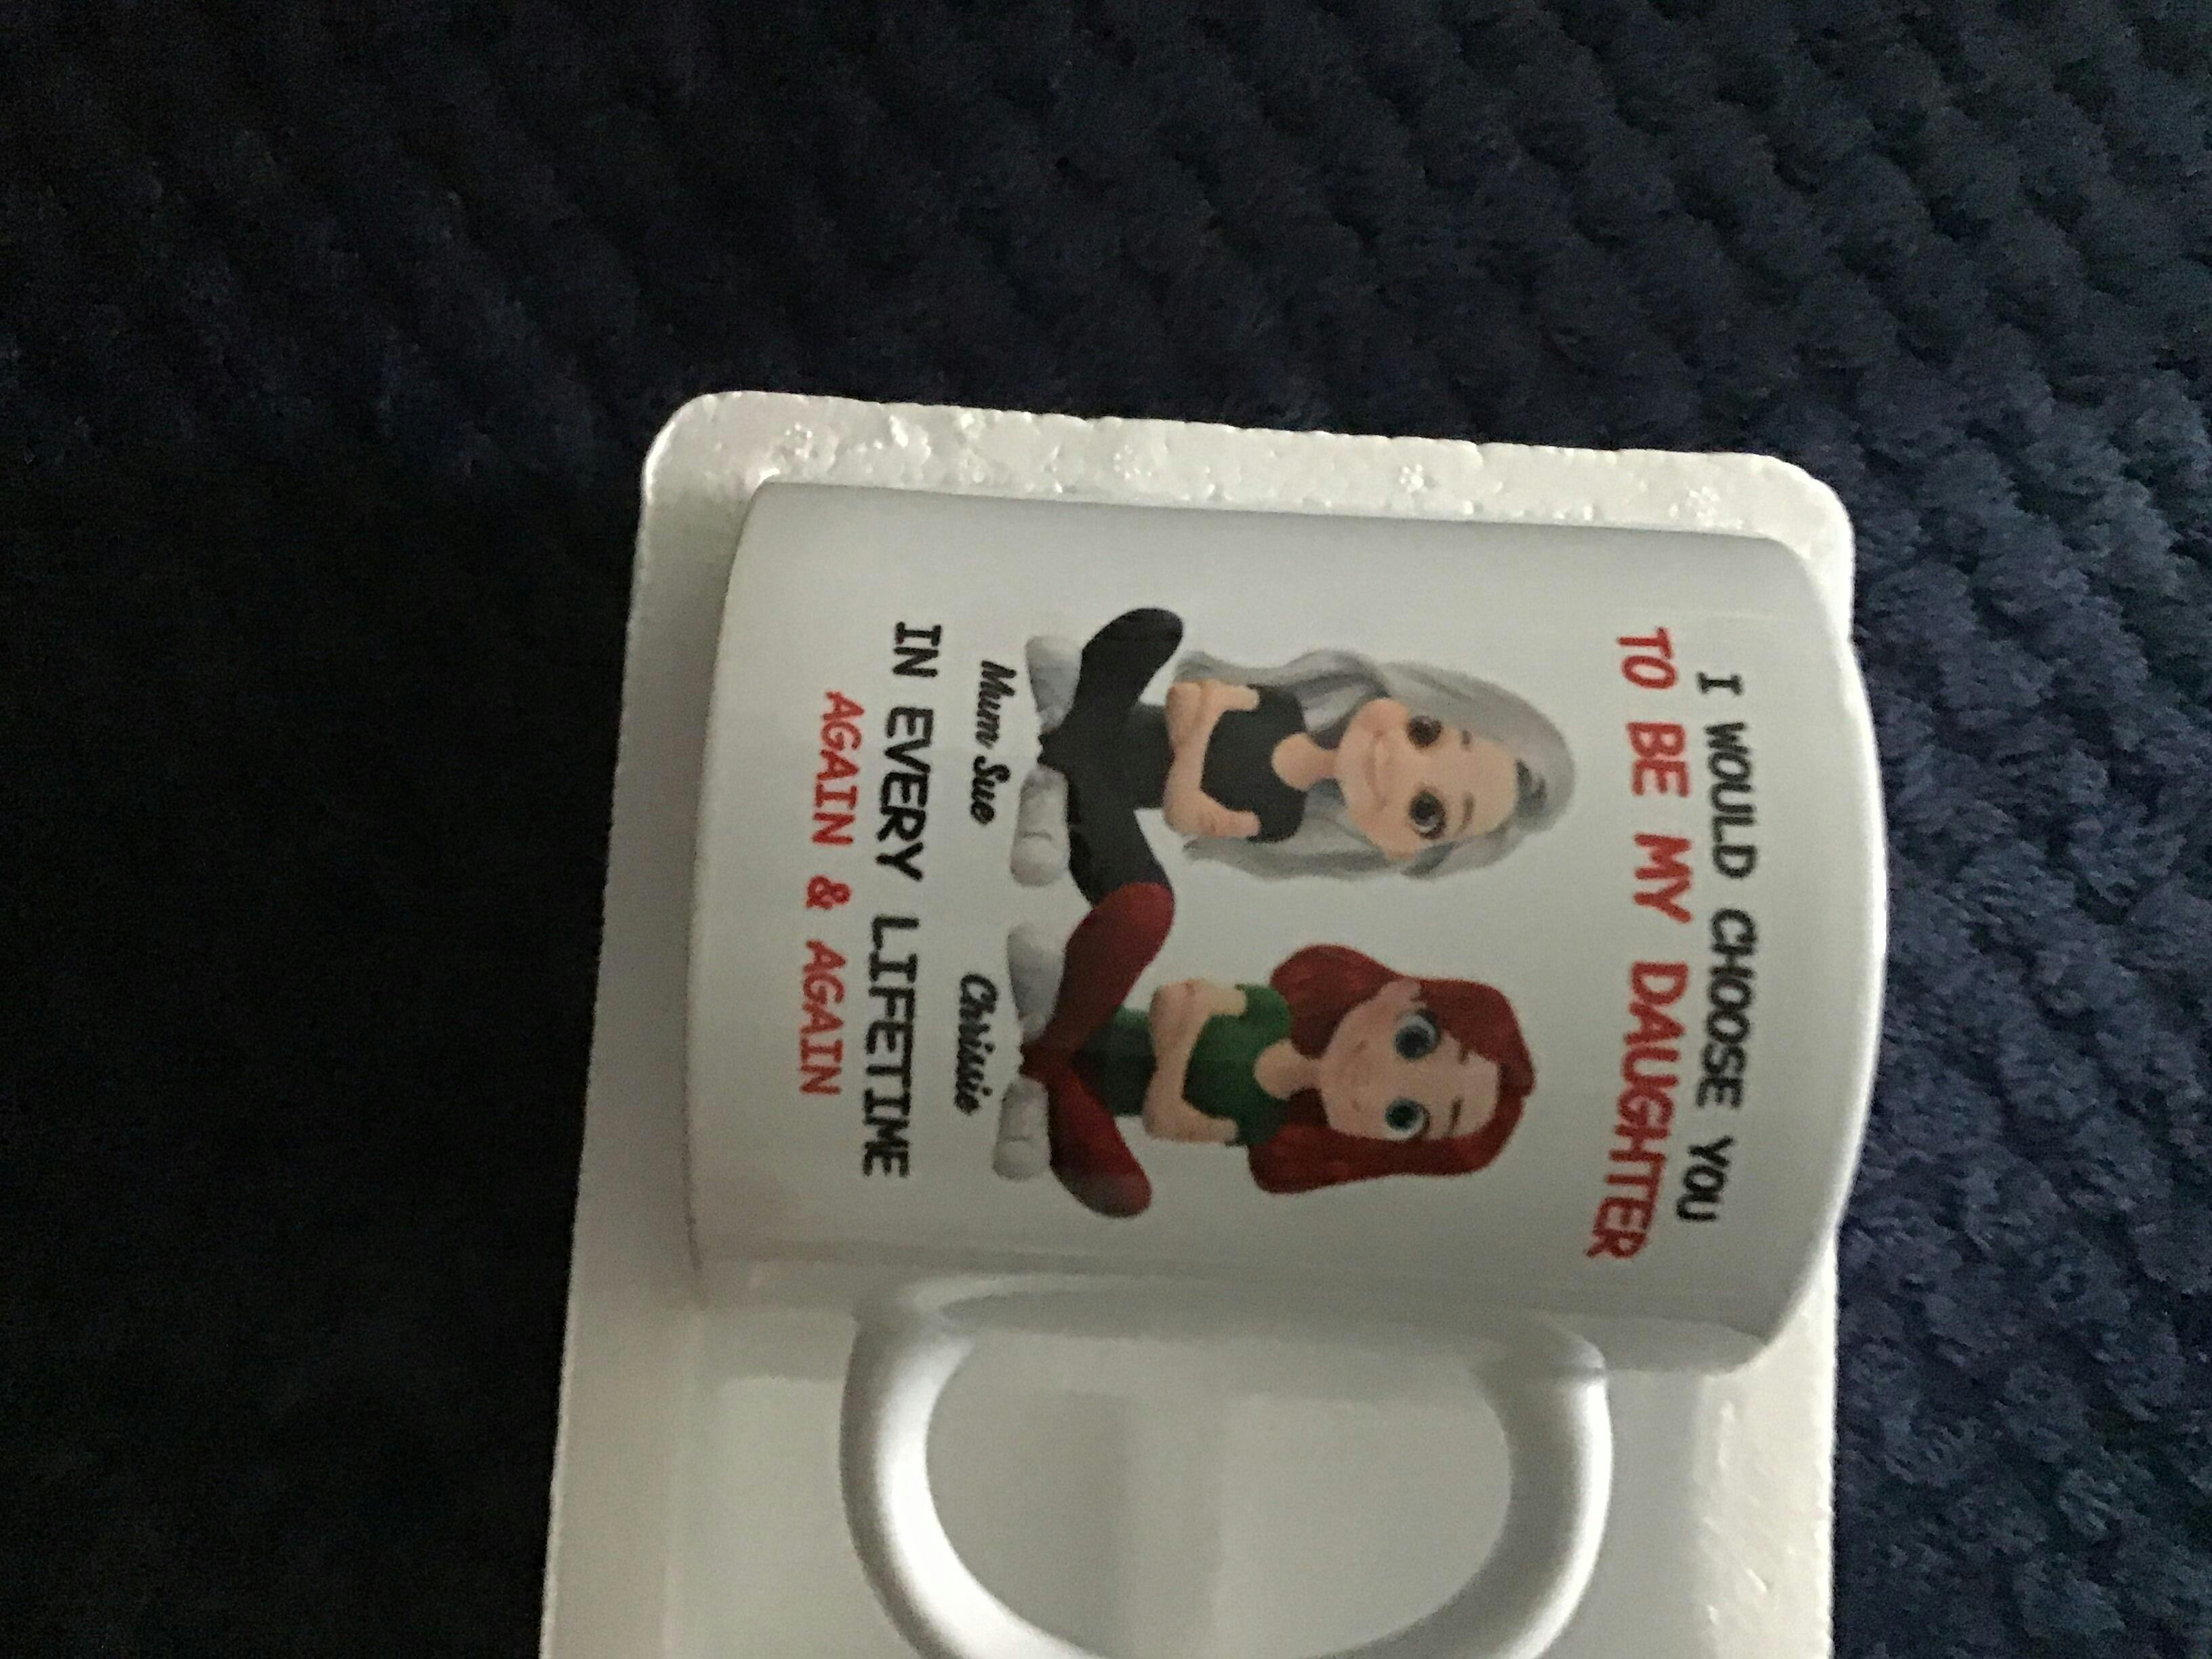 I WOULD CHOOSE YOU
TO BE MY DAUGHTER
Mum Sue Chrissie
IN EVERY LIFETIME
AGAIN & AGAIN